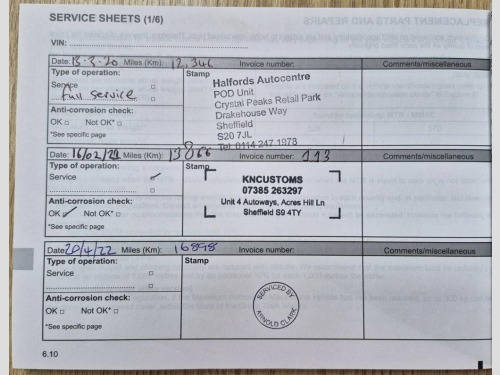 SERVICE SHEETS (1/6)
VIN:
Date: 13-3-20 Miles (Km): 12,346 Invoice number: Comments/miscellaneous
Type of operation: Stamp
Service
Full service
Anti-corrosion check:
OK Not OK*
*See specific page
Halfords Autocentre
POD Unit
Crystal Peaks Retail Park
Drakehouse Way
Sheffield
S20 7JL
Tel: 0114 247 1978
Date: 16/02/21 Miles (Km): 13866 Invoice number: 113 Comments/miscellaneous
Type of operation: Stamp
Service ✓
Anti-corrosion check:
OK ✓ Not OK*
*See specific page
KNCUSTOMS
07385 263297
Unit 4 Autoways, Acres Hill Ln
Sheffield S9 4TY
Date: 20/4/22 Miles (Km): 16898 Invoice number: Comments/miscellaneous
Type of operation: Stamp
Service
Anti-corrosion check:
OK Not OK*
*See specific page
SERVICED BY
ARNOLD CLARK
6.10